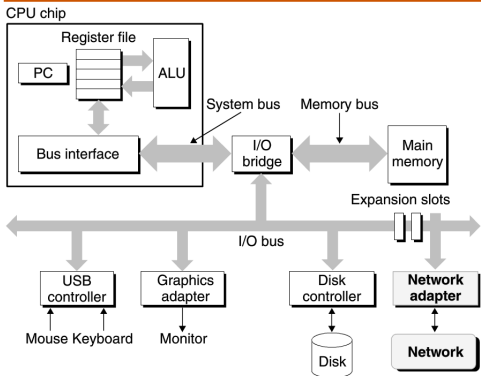 CPU chip
Register file
PC
ALU
System bus
Memory bus
Bus interface
I/O
bridge
Main
memory
Expansion slots
I/O bus
USB
controller
Graphics
adapter
Disk
controller
Network
adapter
Mouse Keyboard
Monitor
Disk
Network